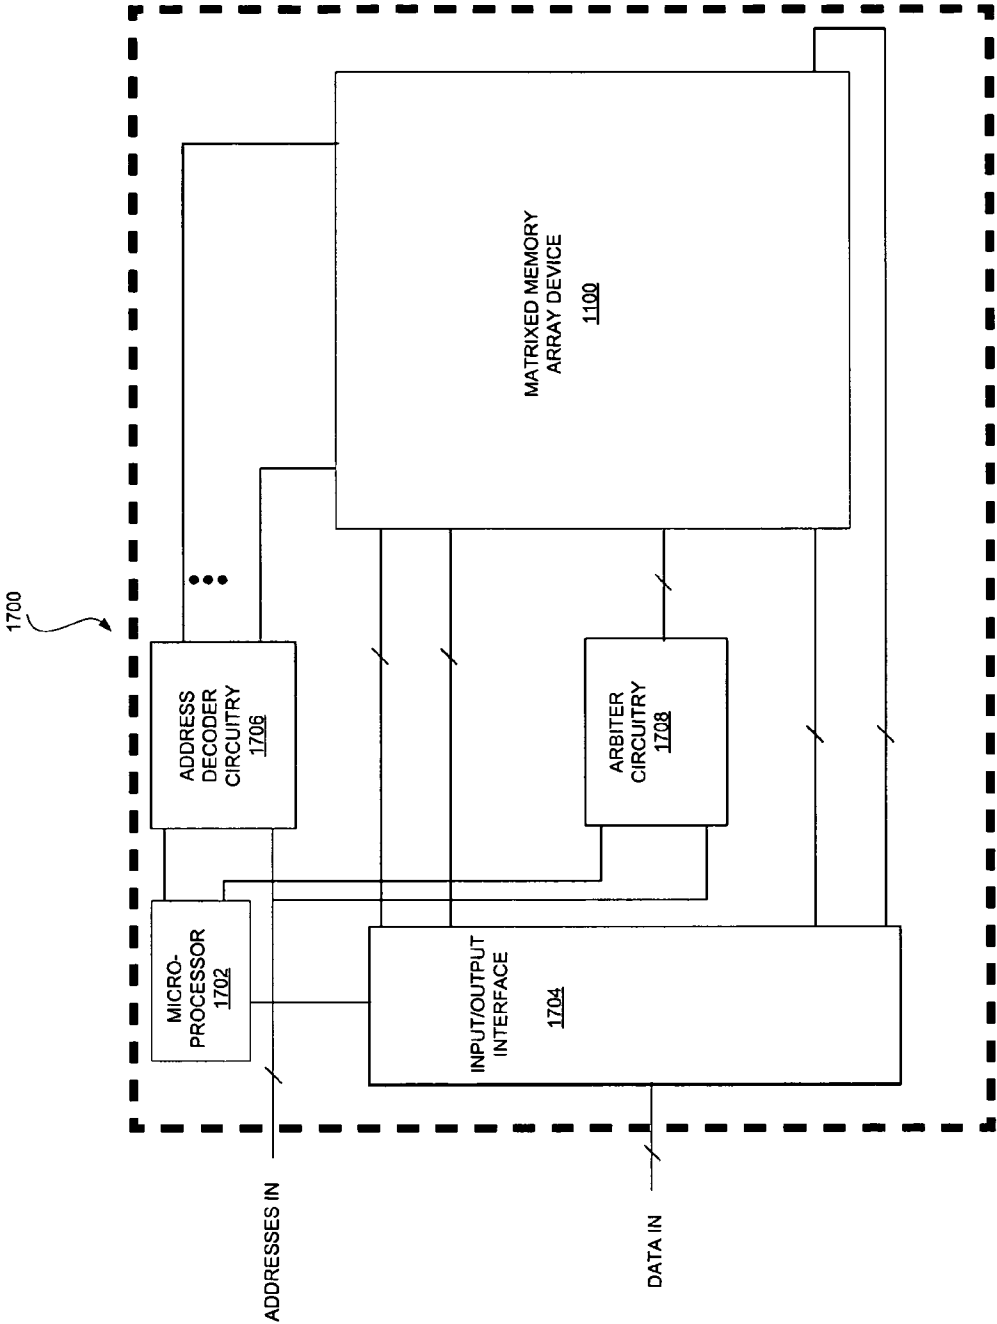 1700
MICRO-
PROCESSOR
1702
ADDRESS
DECODER
CIRCUITRY
1706
MATRIXED MEMORY
ARRAY DEVICE
1100
ARBITER
CIRCUITRY
1708
INPUT/OUTPUT
INTERFACE
1704
ADDRESSES IN
DATA IN